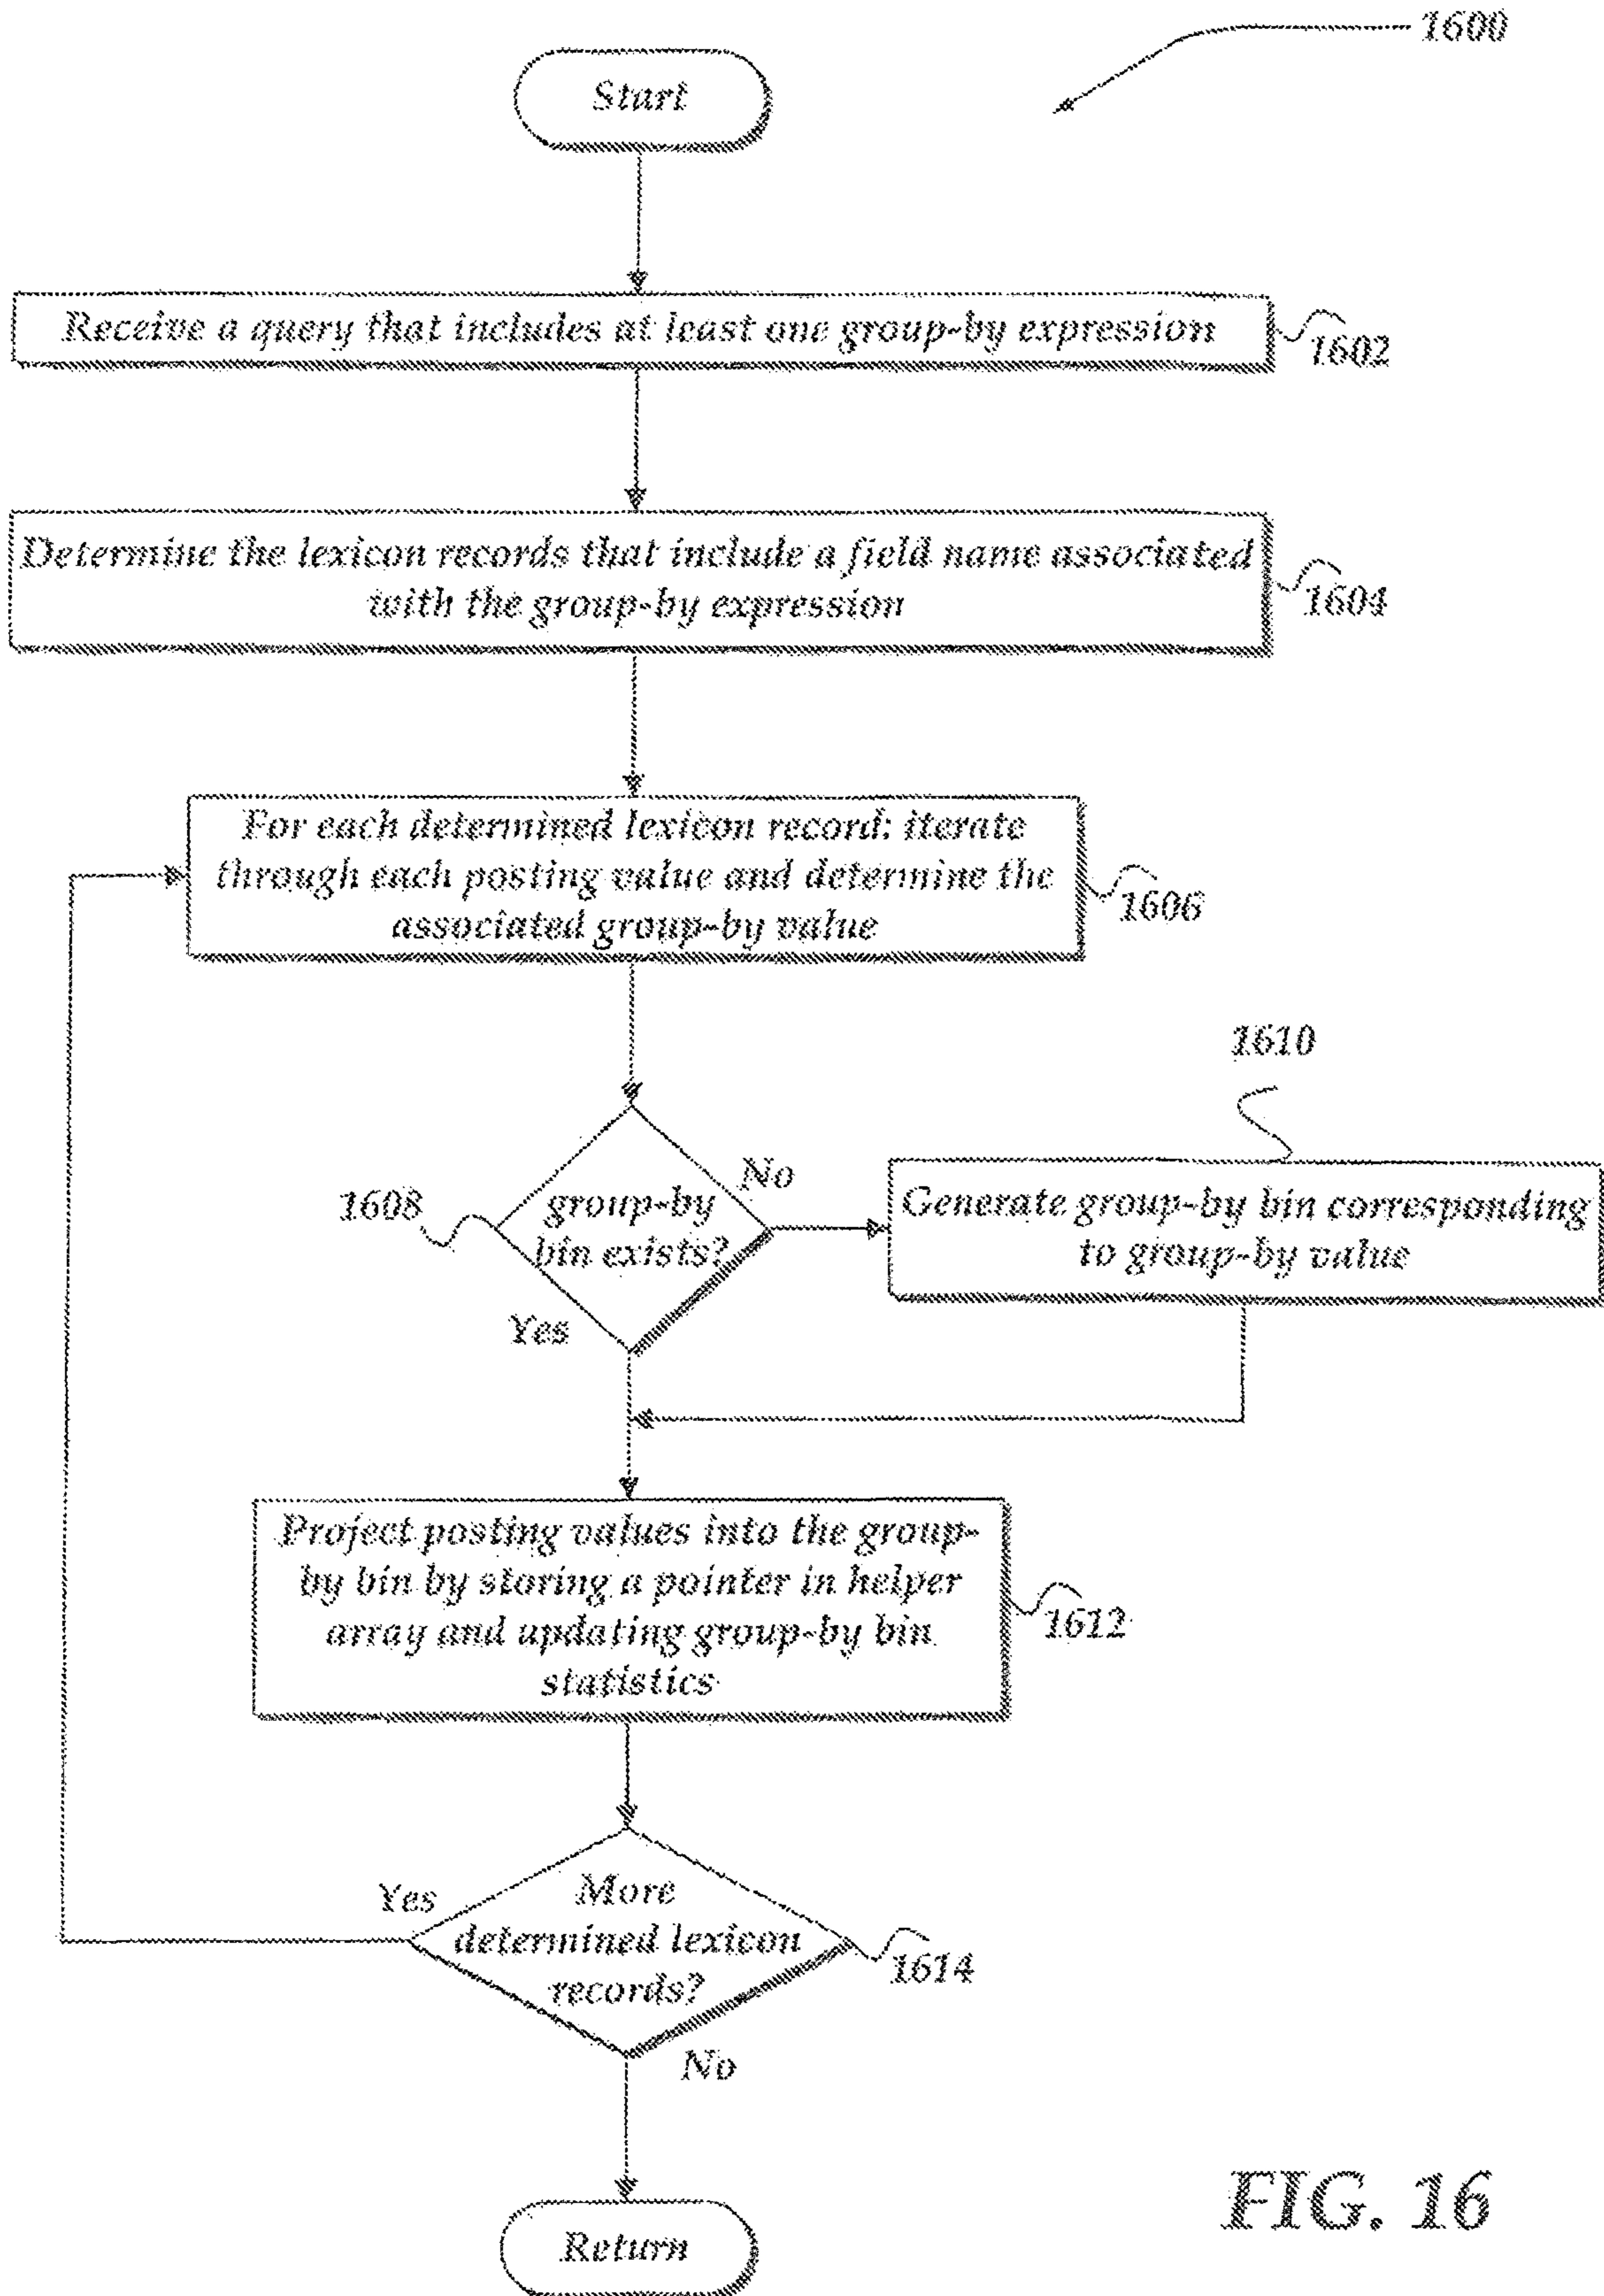 1600
Start
Receive a query that includes at least one group-by expression
1602
Determine the lexicon records that include a field name associated
with the group-by expression
1604
For each determined lexicon record: iterate
through each posting value and determine the
associated group-by value
1606
1610
No
1608
group-by
bin exists?
Generate group-by bin corresponding
to group-by value
Yes
Project posting values into the group-
by bin by storing a pointer in helper
array and updating group-by bin
statistics
1612
Yes
More
determined lexicon
records?
1614
No
Return
FIG. 16